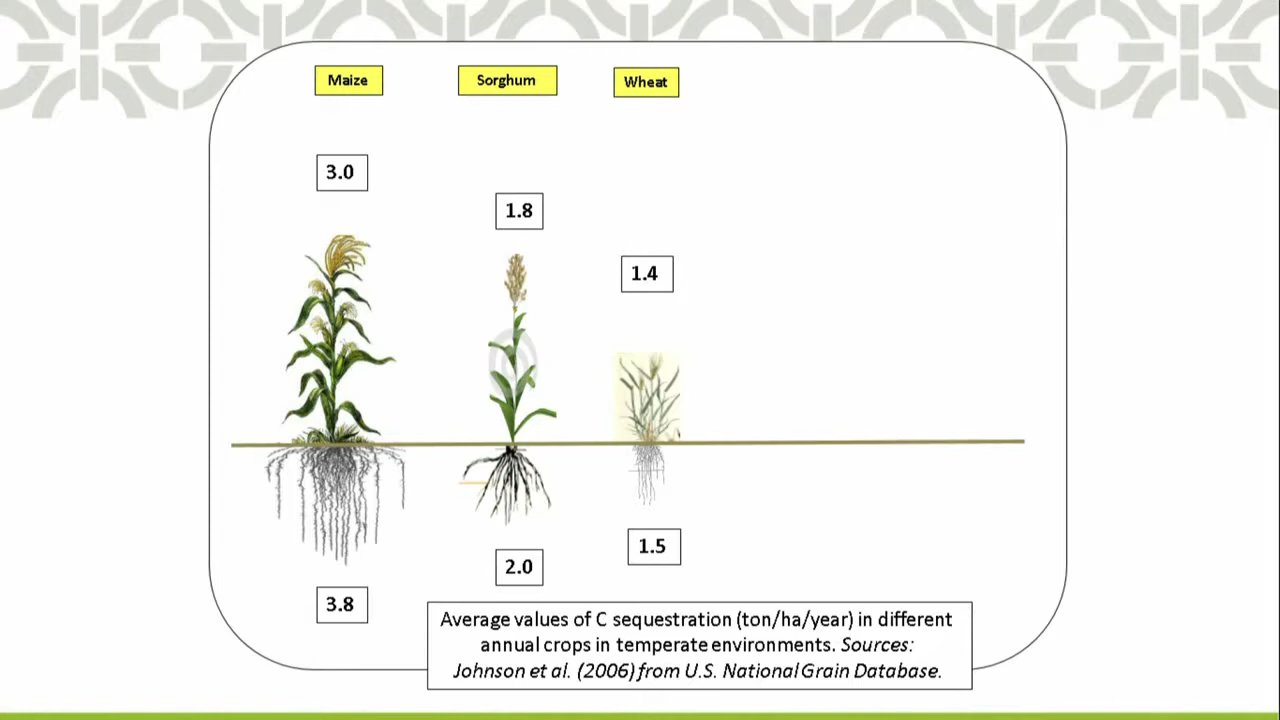 Maize
Sorghum
Wheat
3.0
1.8
1.4
1.5
2.0
3.8
Average values of C sequestration (ton/ha/year) in different
annual crops in temperate environments. Sources:
Johnson et al. (2006) from U.S. National Grain Database.